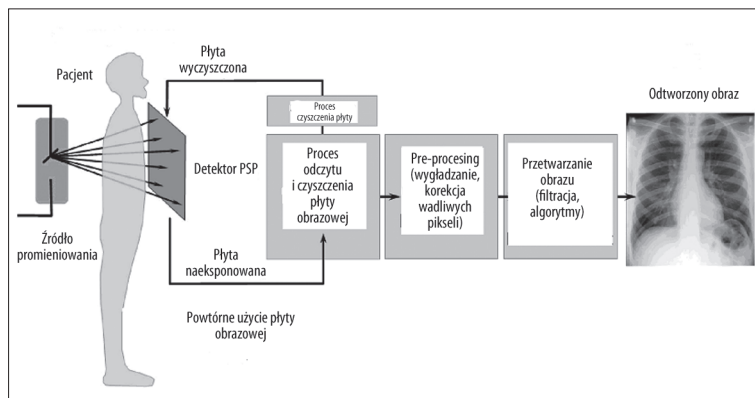 Pacjent
Płyta
wyczyszczona
Proces
czyszczenia płyty
Odtworzony obraz
Detektor PSP
Proces
odczytu
i czyszczenia
płyty
obrazowej
Pre-procesing
(wygładzanie,
korekcja
wadliwych
pikseli)
Przetwarzanie
obrazu
(filtracja,
algorytmy)
Źródło
promieniowania
Płyta
naeksponowana
Powtórne użycie płyty
obrazowej